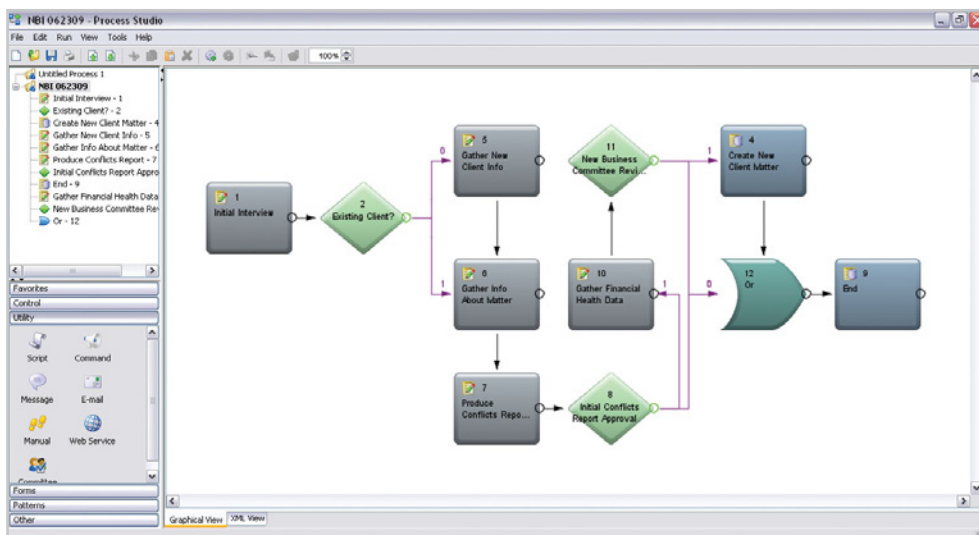 NBI 062309 - Process Studio
File Edit Run View Tools Help
100%
Untitled Process 1
NBI 062309
Initial Interview - 1
Existing Client? - 2
Create New Client Matter - 4
Gather New Client Info - 5
Gather Info About Matter - 6
Produce Conflicts Report - 7
Initial Conflicts Report Appro
End - 9
Gather Financial Health Data
New Business Committee Re
Or - 12
Favorites
Control
Utility
Script Command
Message E-mail
Manual Web Service
Committee
Forms
Patterns
Other
1
Initial Interview
2
Existing Client?
0
1
5
Gather New
Client Info
6
Gather Info
About Matter
7
Produce
Conflicts Repo...
11
New Business
Committee Revi...
10
Gather Financial
Health Data
8
Initial Conflicts
Report Approval
1
1
0
4
Create New
Client Matter
12
Or
9
End
Graphical View XML View